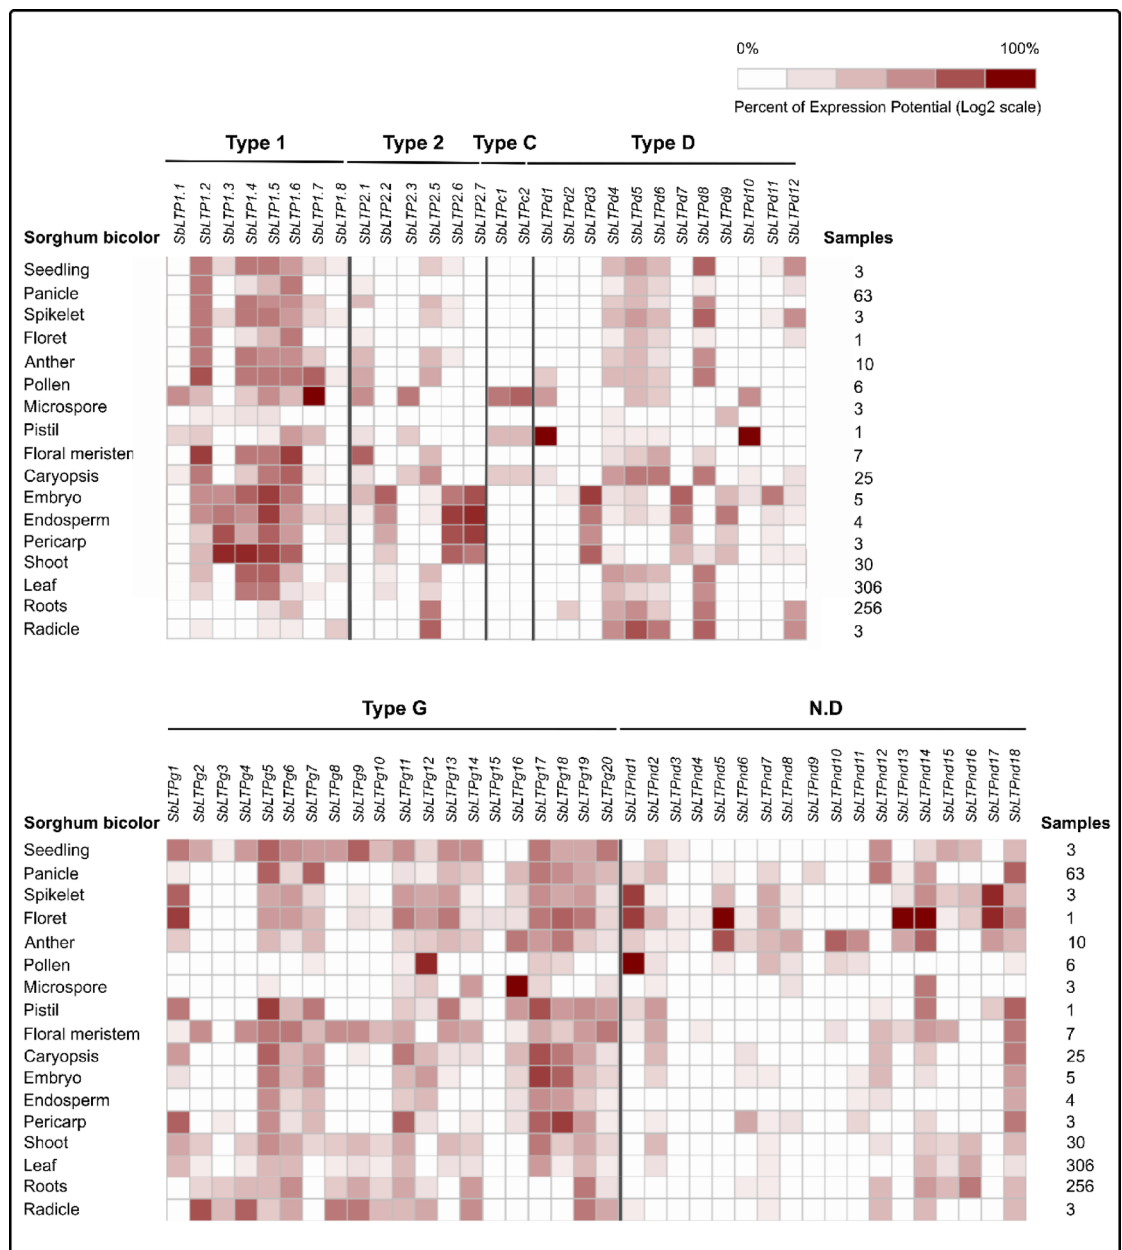 0% 100%
Percent of Expression Potential (Log2 scale)
Type 1 Type 2 Type C Type D
SbLTP1.1 SbLTP1.2 SbLTP1.3 SbLTP1.4 SbLTP1.5 SbLTP1.6 SbLTP1.7 SbLTP1.8 SbLTP2.1 SbLTP2.2 SbLTP2.3 SbLTP2.5 SbLTP2.6 SbLTP2.7 SbLTPc1 SbLTPc2 SbLTPd1 SbLTPd2 SbLTPd3 SbLTPd4 SbLTPd5 SbLTPd6 SbLTPd7 SbLTPd8 SbLTPd9 SbLTPd10 SbLTPd11 SbLTPd12
Sorghum bicolor Samples
Seedling 3
Panicle 63
Spikelet 3
Floret 1
Anther 10
Pollen 6
Microspore 3
Pistil 1
Floral meristen 7
Caryopsis 25
Embryo 5
Endosperm 4
Pericarp 3
Shoot 30
Leaf 306
Roots 256
Radicle 3
Type G N.D
SbLTPg1 SbLTPg2 SbLTPg3 SbLTPg4 SbLTPg5 SbLTPg6 SbLTPg7 SbLTPg8 SbLTPg9 SbLTPg10 SbLTPg11 SbLTPg12 SbLTPg13 SbLTPg14 SbLTPg15 SbLTPg16 SbLTPg17 SbLTPg18 SbLTPg19 SbLTPg20 SbLTPnd1 SbLTPnd2 SbLTPnd3 SbLTPnd4 SbLTPnd5 SbLTPnd6 SbLTPnd7 SbLTPnd8 SbLTPnd9 SbLTPnd10 SbLTPnd11 SbLTPnd12 SbLTPnd13 SbLTPnd14 SbLTPnd15 SbLTPnd16 SbLTPnd17 SbLTPnd18
Sorghum bicolor Samples
Seedling 3
Panicle 63
Spikelet 3
Floret 1
Anther 10
Pollen 6
Microspore 3
Pistil 1
Floral meristem 7
Caryopsis 25
Embryo 5
Endosperm 4
Pericarp 3
Shoot 30
Leaf 306
Roots 256
Radicle 3